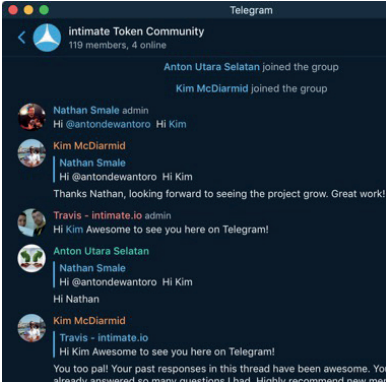 Telegram
intimate Token Community
119 members, 4 online
Anton Utara Selatan joined the group
Kim McDiarmid joined the group
Nathan Smale admin
Hi @antondewantoro Hi Kim
Kim McDiarmid
Nathan Smale
Hi @antondewantoro Hi Kim
Thanks Nathan, looking forward to seeing the project grow. Great work!
Travis - intimate.io admin
Hi Kim Awesome to see you here on Telegram!
Anton Utara Selatan
Nathan Smale
Hi @antondewantoro Hi Kim
Hi Nathan
Kim McDiarmid
Travis - intimate.io
Hi Kim Awesome to see you here on Telegram!
You too pal! Your past responses in this thread have been awesome. You
already answered so many questions I had. Highly recommend new